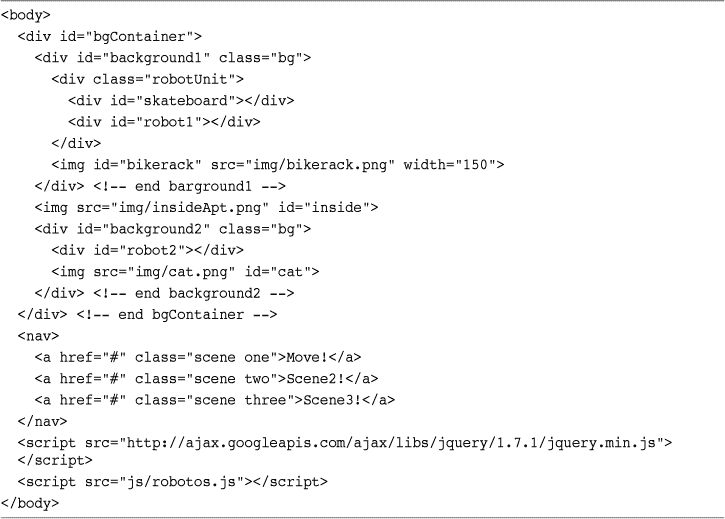 <body>
  <div id="bgContainer">
    <div id="background1" class="bg">
      <div class="robotUnit">
        <div id="skateboard"></div>
        <div id="robot1"></div>
      </div>
      <img id="bikerack" src="img/bikerack.png" width="150">
    </div> <!-- end barground1 -->
    <img src="img/insideApt.png" id="inside">
    <div id="background2" class="bg">
      <div id="robot2"></div>
      <img src="img/cat.png" id="cat">
    </div> <!-- end background2 -->
  </div> <!-- end bgContainer -->
  <nav>
    <a href="#" class="scene one">Move!</a>
    <a href="#" class="scene two">Scene2!</a>
    <a href="#" class="scene three">Scene3!</a>
  </nav>
  <script src="http://ajax.googleapis.com/ajax/libs/jquery/1.7.1/jquery.min.js">
  </script>
  <script src="js/robotos.js"></script>
</body>